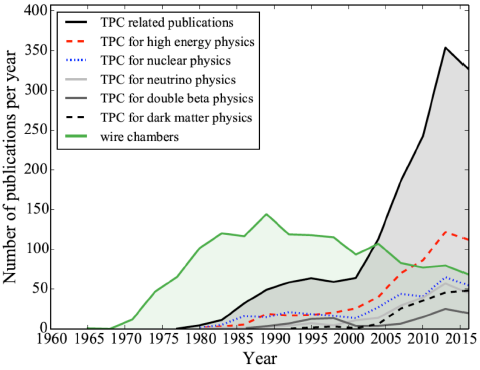 400
350
300
250
200
150
100
50
0
Number of publications per year
TPC related publications
TPC for high energy physics
TPC for nuclear physics
TPC for neutrino physics
TPC for double beta physics
TPC for dark matter physics
wire chambers
1960 1965 1970 1975 1980 1985 1990 1995 2001 2005 2010 2015
Year